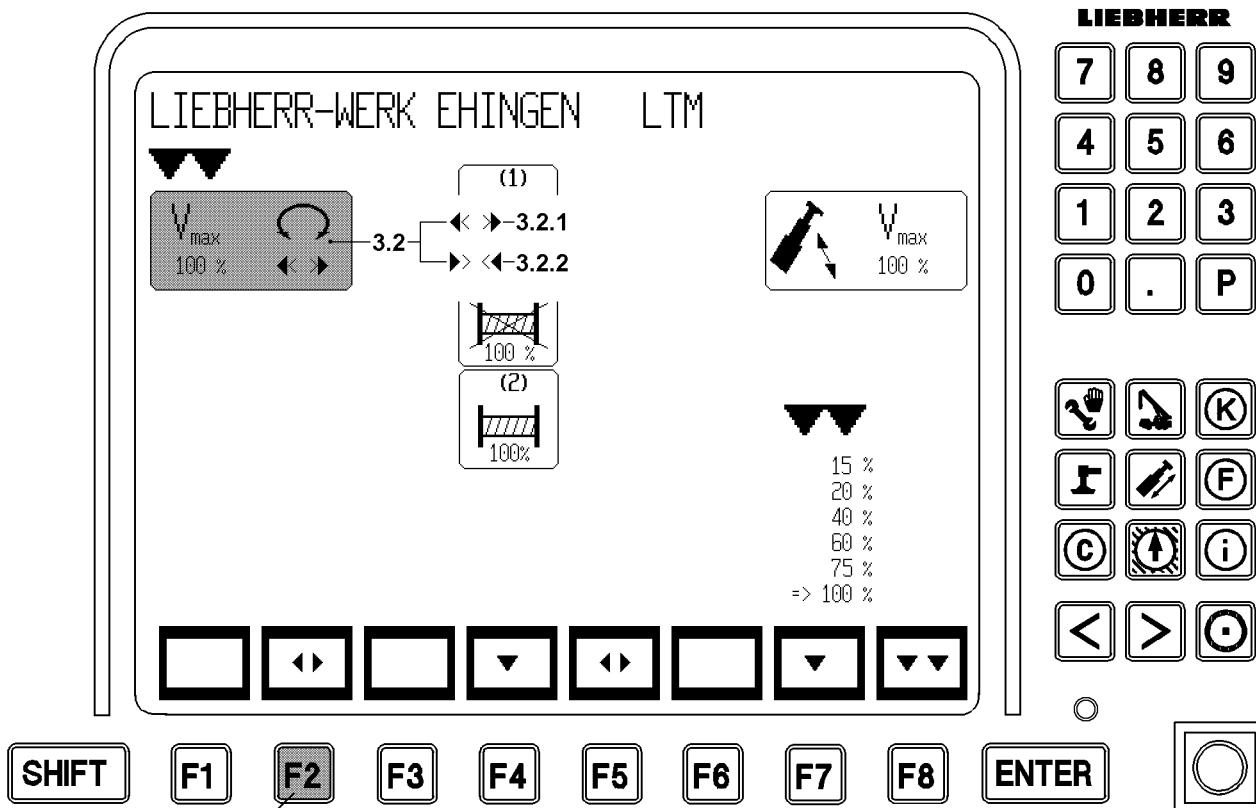 LIEBHERR
LIEBHERR-WERK EHINGEN LTM
Vmax
100 %
3.2
(1)
3.2.1
3.2.2
100 %
(2)
100%
Vmax
100 %
15 %
20 %
40 %
60 %
75 %
=> 100 %
7 8 9
4 5 6
1 2 3
0 . P
K
F
C i
< >
SHIFT F1 F2 F3 F4 F5 F6 F7 F8 ENTER